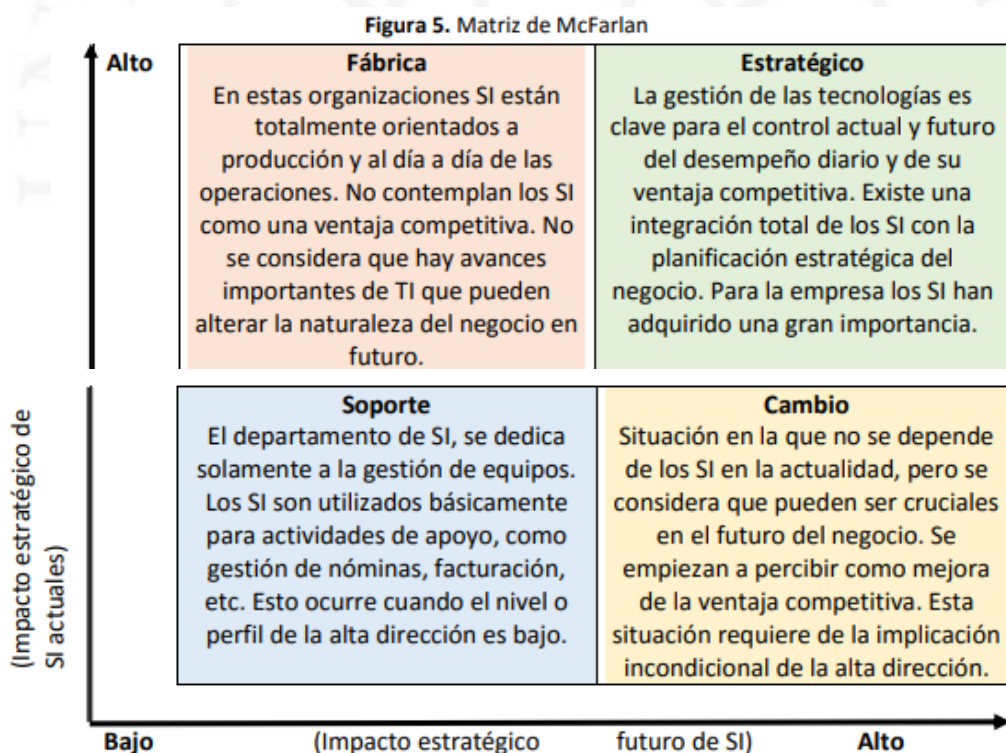 Figura 5. Matriz de McFarlan
Alto
Fábrica
En estas organizaciones SI están
totalmente orientados a
producción y al día a día de las
operaciones. No contemplan los SI
como una ventaja competitiva. No
se considera que hay avances
importantes de TI que pueden
alterar la naturaleza del negocio en
futuro.
Estratégico
La gestión de las tecnologías es
clave para el control actual y futuro
del desempeño diario y de su
ventaja competitiva. Existe una
integración total de los SI con la
planificación estratégica del
negocio. Para la empresa los SI han
adquirido una gran importancia.
(Impacto estratégico de
SI actuales)
Soporte
El departamento de SI, se dedica
solamente a la gestión de equipos.
Los SI son utilizados básicamente
para actividades de apoyo, como
gestión de nóminas, facturación,
etc. Esto ocurre cuando el nivel o
perfil de la alta dirección es bajo.
Cambio
Situación en la que no se depende
de los SI en la actualidad, pero se
considera que pueden ser cruciales
en el futuro del negocio. Se
empiezan a percibir como mejora
de la ventaja competitiva. Esta
situación requiere de la implicación
incondicional de la alta dirección.
Bajo (Impacto estratégico futuro de SI) Alto